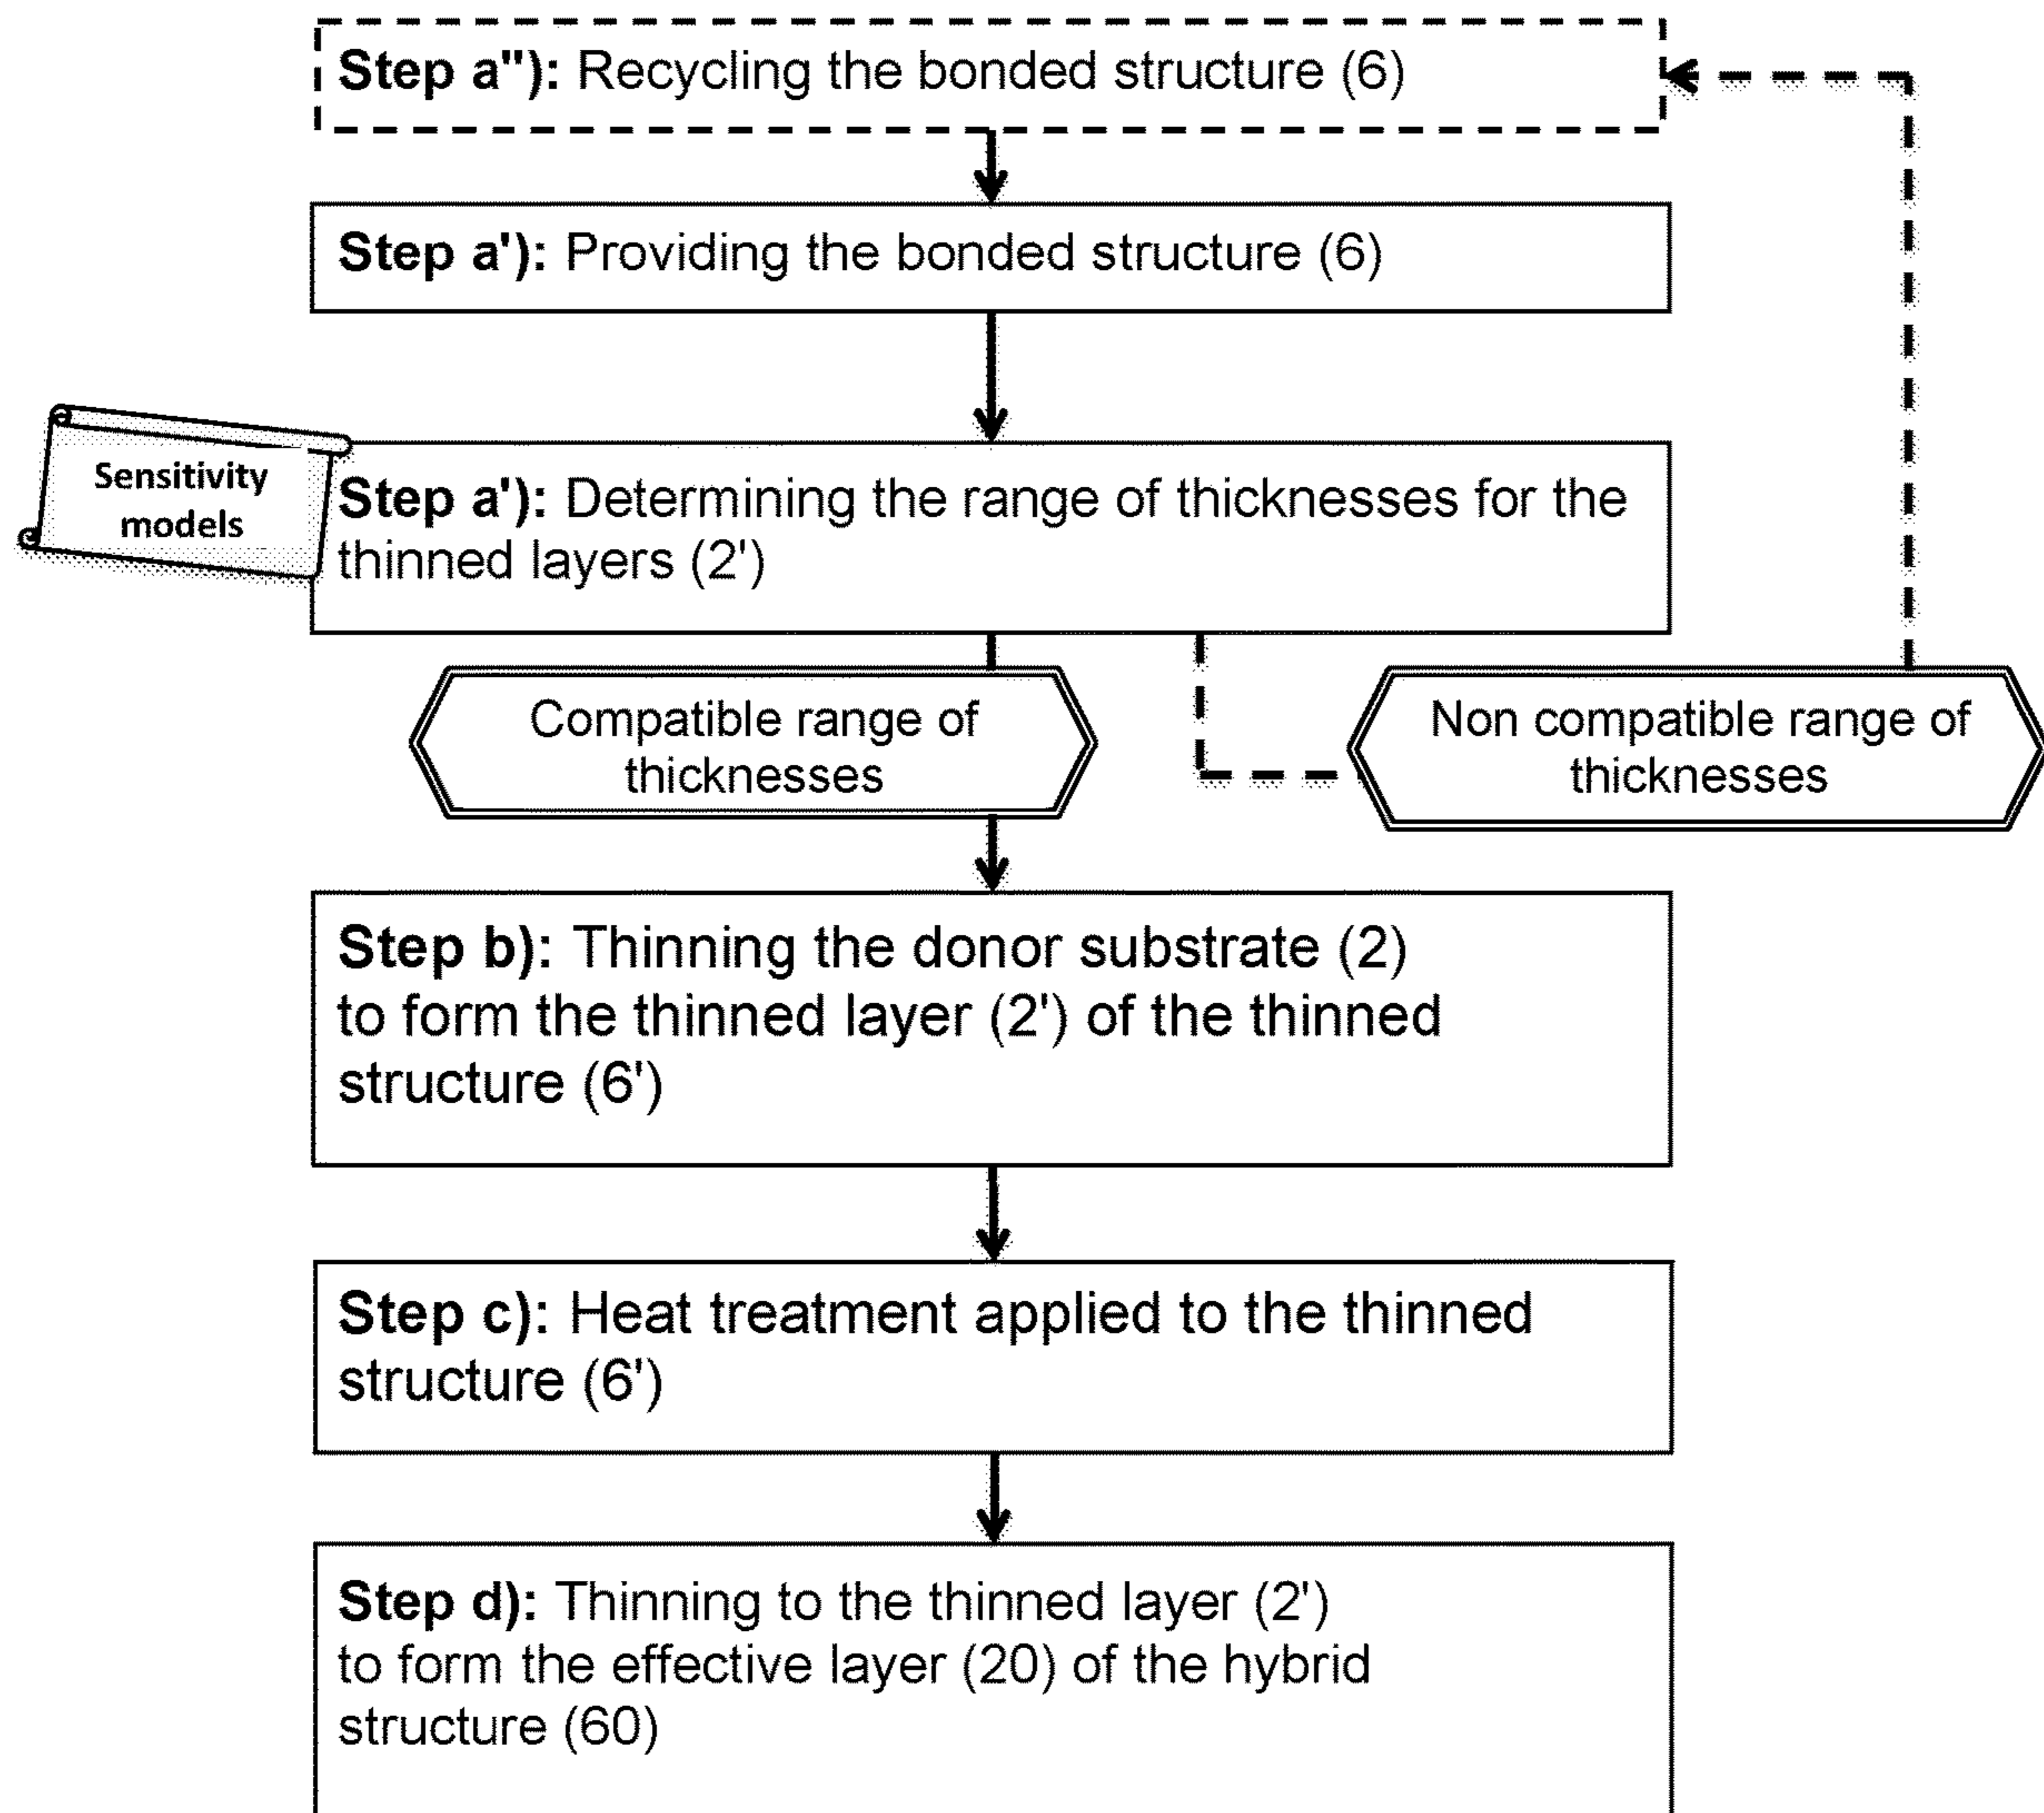 Step a''): Recycling the bonded structure (6)
Step a'): Providing the bonded structure (6)
Sensitivity
models
Step a'): Determining the range of thicknesses for the
thinned layers (2')
Compatible range of
thicknesses
Non compatible range of
thicknesses
Step b): Thinning the donor substrate (2)
to form the thinned layer (2') of the thinned
structure (6')
Step c): Heat treatment applied to the thinned
structure (6')
Step d): Thinning to the thinned layer (2')
to form the effective layer (20) of the hybrid
structure (60)